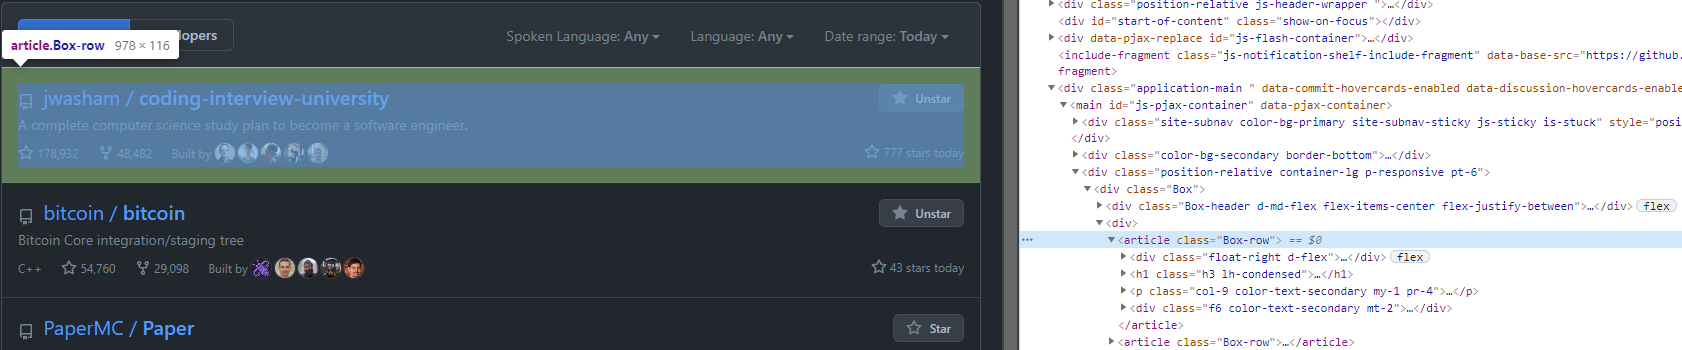 elopers
Spoken Language: Any
Language: Any
Date range: Today
article.Box-row 978 × 116
jwasham / coding-interview-university
Unstar
A complete computer science study plan to become a software engineer.
178,932 48,482 Built by
777 stars today
bitcoin / bitcoin
Unstar
Bitcoin Core integration/staging tree
C++ 54,760 29,098 Built by
43 stars today
PaperMC / Paper
Star
<div class="position-relative js-header-wrapper ">…</div>
<div id="start-of-content" class="show-on-focus"></div>
<div data-pjax-replace id="js-flash-container">…</div>
<include-fragment class="js-notification-shelf-include-fragment" data-base-src="https://github.
fragment>
<div class="application-main " data-commit-hovercards-enabled data-discussion-hovercards-enable
<main id="js-pjax-container" data-pjax-container>
<div class="site-subnav color-bg-primary site-subnav-sticky js-sticky is-stuck" style="posi
</div>
<div class="color-bg-secondary border-bottom">…</div>
<div class="position-relative container-lg p-responsive pt-6">
<div class="Box">
<div class="Box-header d-md-flex flex-items-center flex-justify-between">…</div> flex
<div>
<article class="Box-row"> == $0
<div class="float-right d-flex">…</div> flex
<h1 class="h3 lh-condensed">…</h1>
<p class="col-9 color-text-secondary my-1 pr-4">…</p>
<div class="f6 color-text-secondary mt-2">…</div>
</article>
<article class="Box-row">…</article>